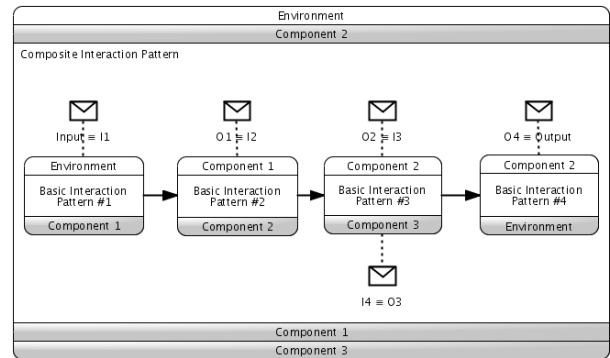 Environment
Component 2
Composite Interaction Pattern
Input ≡ I1
O1 ≡ I2
O2 ≡ I3
O4 ≡ Output
Environment
Basic Interaction
Pattern #1
Component 1
Component 1
Basic Interaction
Pattern #2
Component 2
Component 2
Basic Interaction
Pattern #3
Component 3
Component 2
Basic Interaction
Pattern #4
Environment
I4 ≡ O3
Component 1
Component 3